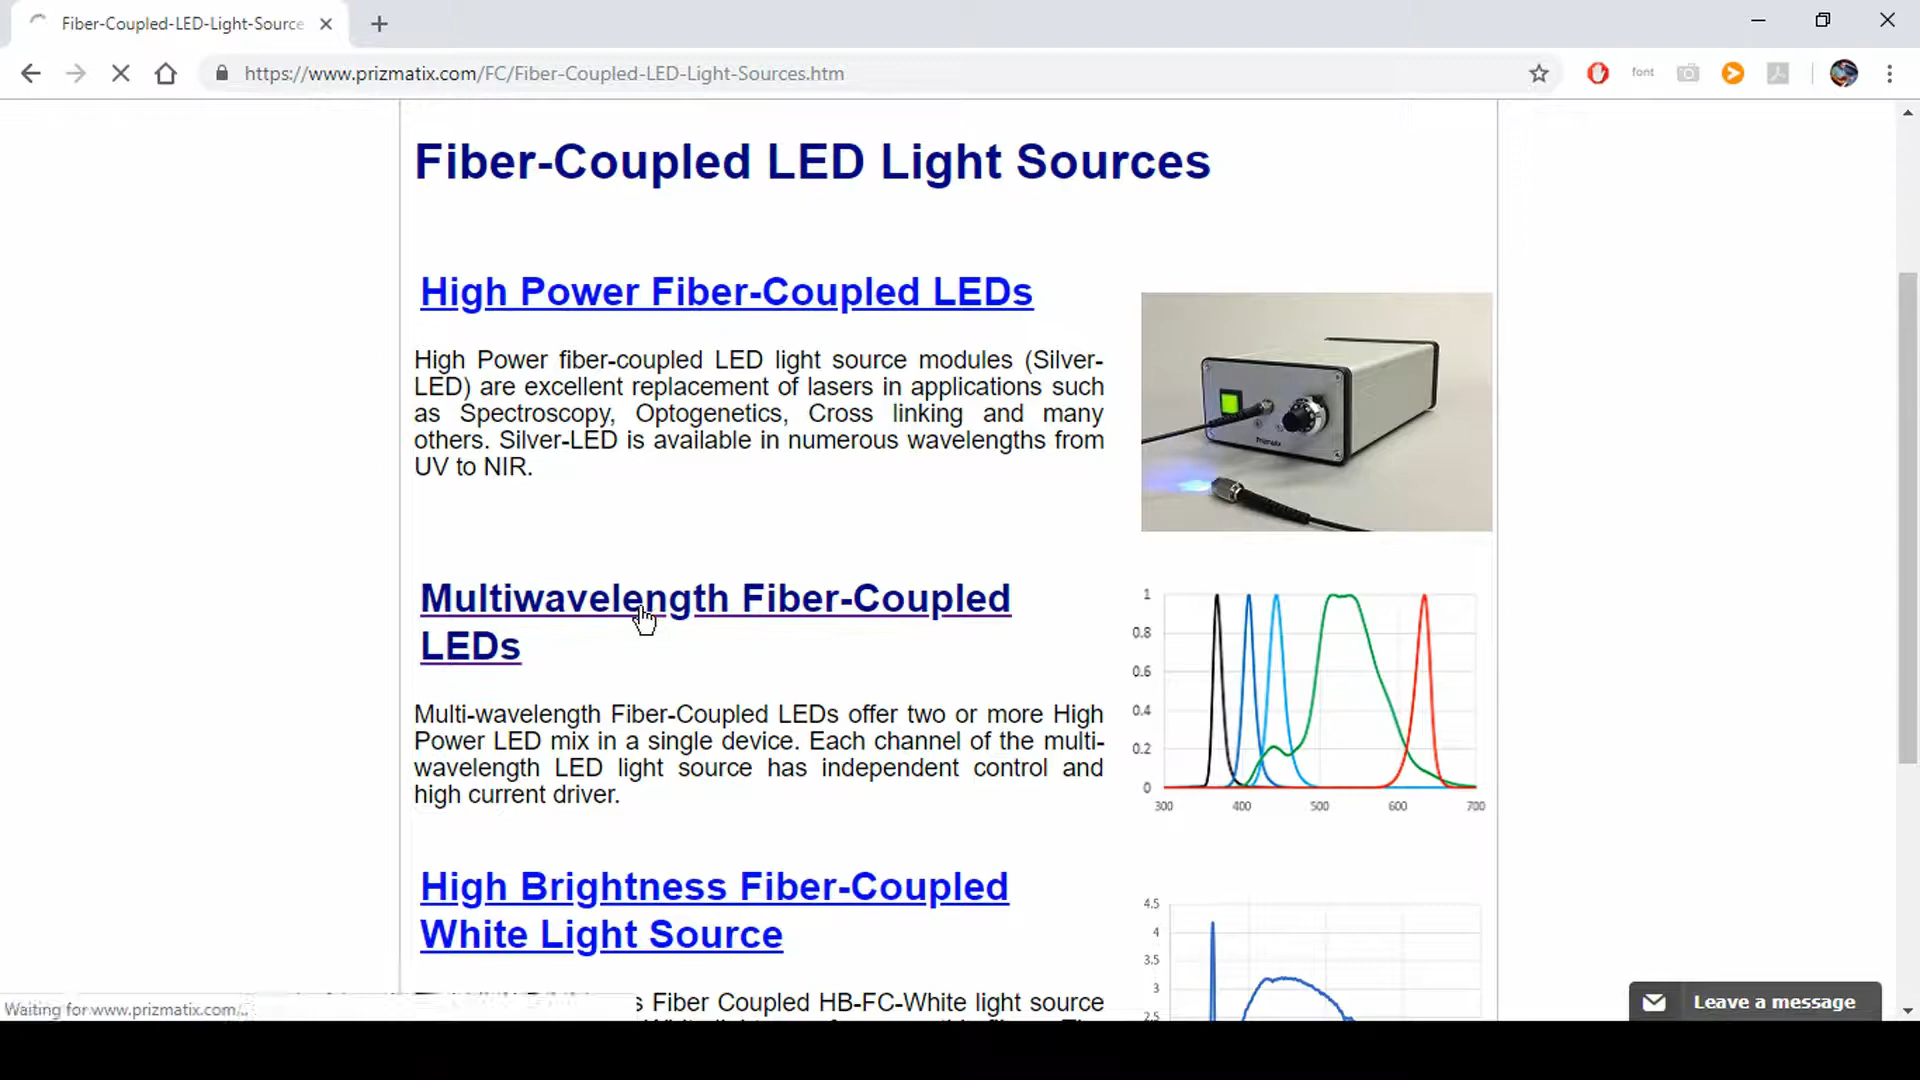 Fiber-Coupled-LED-Light-Source
https://www.prizmatix.com/FC/Fiber-Coupled-LED-Light-Sources.htm
font
Fiber-Coupled LED Light Sources
High Power Fiber-Coupled LEDs
High Power fiber-coupled LED light source modules (Silver-
LED) are excellent replacement of lasers in applications such
as Spectroscopy, Optogenetics, Cross linking and many
others. Silver-LED is available in numerous wavelengths from
UV to NIR.
Prizmatix
Multiwavelength Fiber-Coupled
LEDs
Multi-wavelength Fiber-Coupled LEDs offer two or more High
Power LED mix in a single device. Each channel of the multi-
wavelength LED light source has independent control and
high current driver.
1
0.8
0.6
0.4
0.2
0
300 400 500 600 700
High Brightness Fiber-Coupled
White Light Source
4.5
4
3.5
3
2.5
s Fiber Coupled HB-FC-White light source
Waiting for www.prizmatix.com/...
Leave a message